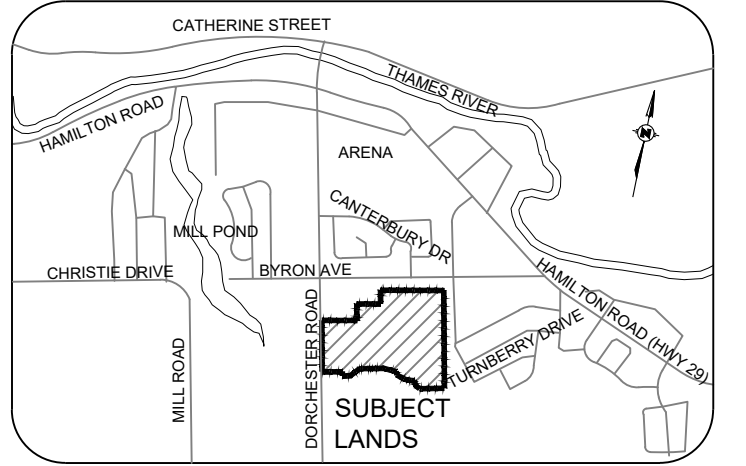 CATHERINE STREET
THAMES RIVER
HAMILTON ROAD
ARENA
N
CANTERBURY DR
MILL POND
CHRISTIE DRIVE
BYRON AVE
HAMILTON ROAD (HWY 29)
DORCHESTER ROAD
TURNBERRY DRIVE
MILL ROAD
SUBJECT
LANDS